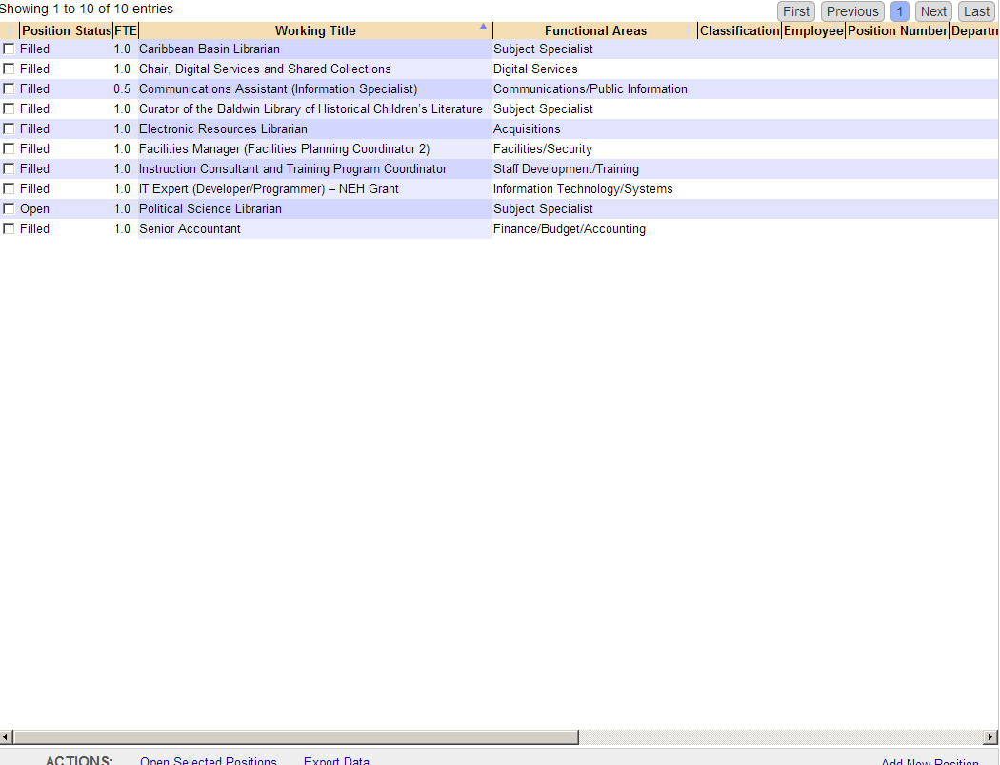 Showing 1 to 10 of 10 entries First Previous 1 Next Last
Position Status FTE Working Title Functional Areas Classification Employee Position Number Departm
Filled 1.0 Caribbean Basin Librarian Subject Specialist
Filled 1.0 Chair, Digital Services and Shared Collections Digital Services
Filled 0.5 Communications Assistant (Information Specialist) Communications/Public Information
Filled 1.0 Curator of the Baldwin Library of Historical Children's Literature Subject Specialist
Filled 1.0 Electronic Resources Librarian Acquisitions
Filled 1.0 Facilities Manager (Facilities Planning Coordinator 2) Facilities/Security
Filled 1.0 Instruction Consultant and Training Program Coordinator Staff Development/Training
Filled 1.0 IT Expert (Developer/Programmer) – NEH Grant Information Technology/Systems
Open 1.0 Political Science Librarian Subject Specialist
Filled 1.0 Senior Accountant Finance/Budget/Accounting
ACTIONS: Open Selected Positions Export Data Add New Position